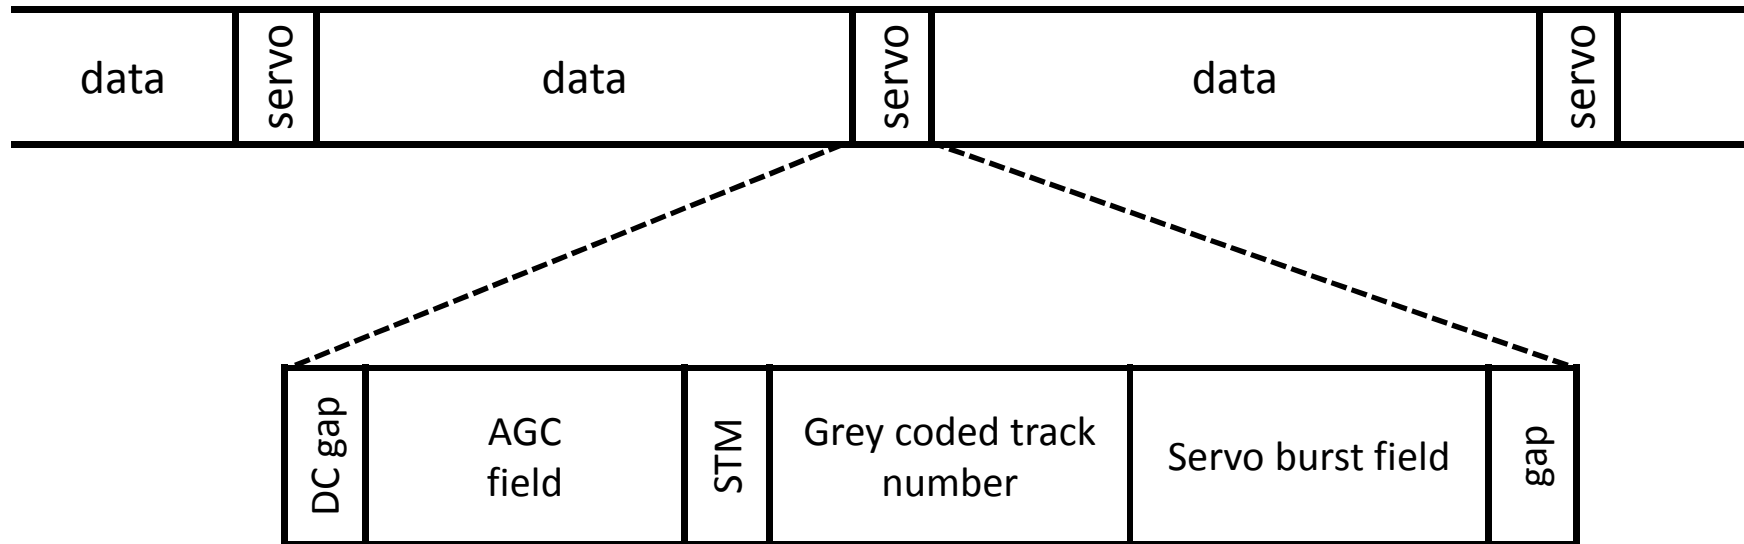 data
servo
data
servo
data
servo
DC gap
AGC
field
STM
Grey coded track
number
Servo burst field
gap